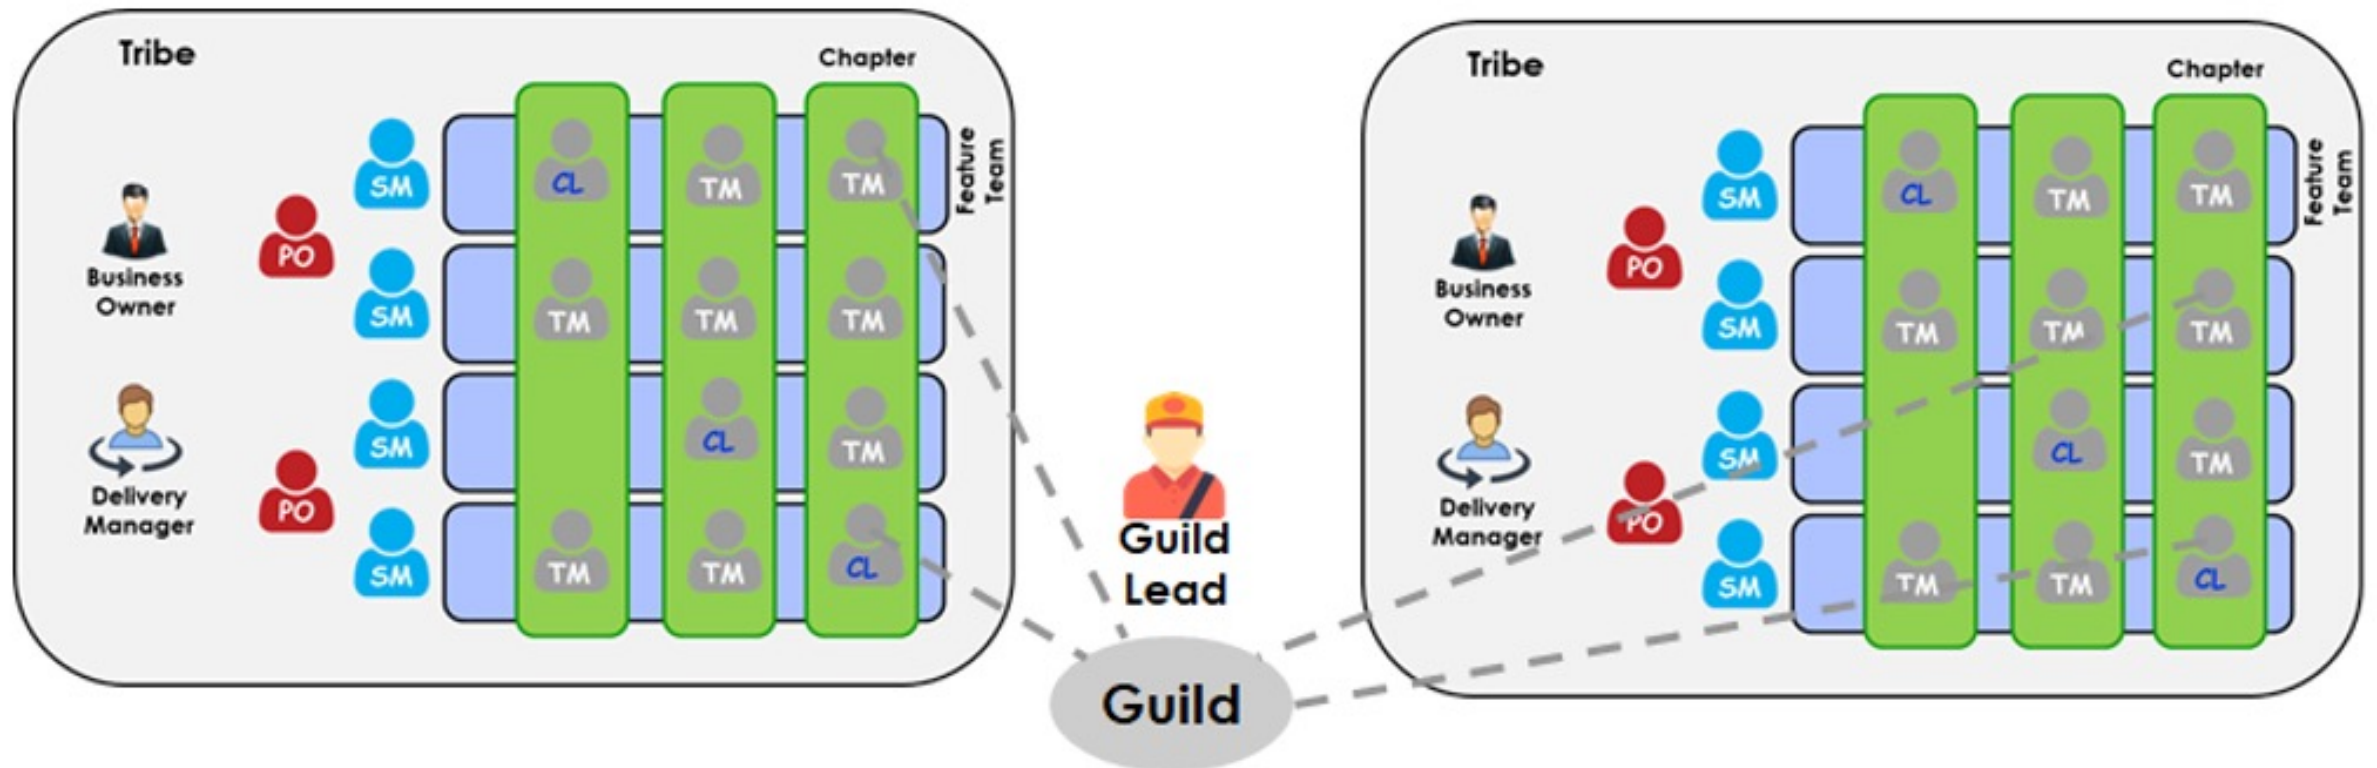 Tribe
Chapter
Feature
Team
Business
Owner
Delivery
Manager
PO
PO
SM
SM
SM
SM
CL
TM
TM
TM
TM
TM
CL
TM
TM
TM
CL
Guild
Lead
Guild
Tribe
Chapter
Feature
Team
Business
Owner
Delivery
Manager
PO
PO
SM
SM
SM
SM
CL
TM
TM
TM
TM
TM
CL
TM
TM
TM
CL